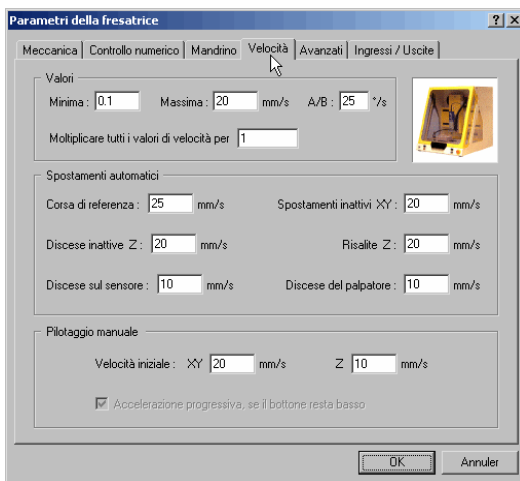 Parametri della fresatrice
Meccanica Controllo numerico Mandrino Velocità Avanzati Ingressi / Uscite
Valori
Minima : 0.1 Massima : 20 mm/s A/B : 25 °/s
Moltiplicare tutti i valori di velocità per 1
Spostamenti automatici
Corsa di referenza : 25 mm/s Spostamenti inattivi XY : 20 mm/s
Discese inattive Z : 20 mm/s Risalite Z : 20 mm/s
Discese sul sensore : 10 mm/s Discese del palpatore : 10 mm/s
Pilotaggio manuale
Velocità iniziale : XY 20 mm/s Z 10 mm/s
Accelerazione progressiva, se il bottone resta basso
OK Annuler